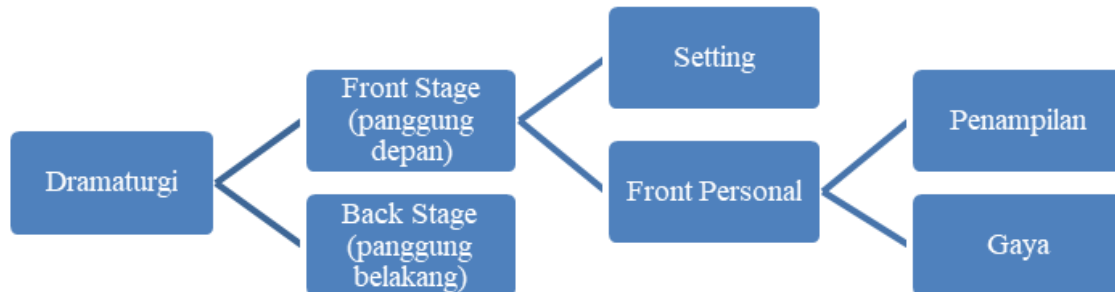 Dramaturgi
Front Stage
(panggung
depan)
Back Stage
(panggung
belakang)
Setting
Front Personal
Penampilan
Gaya